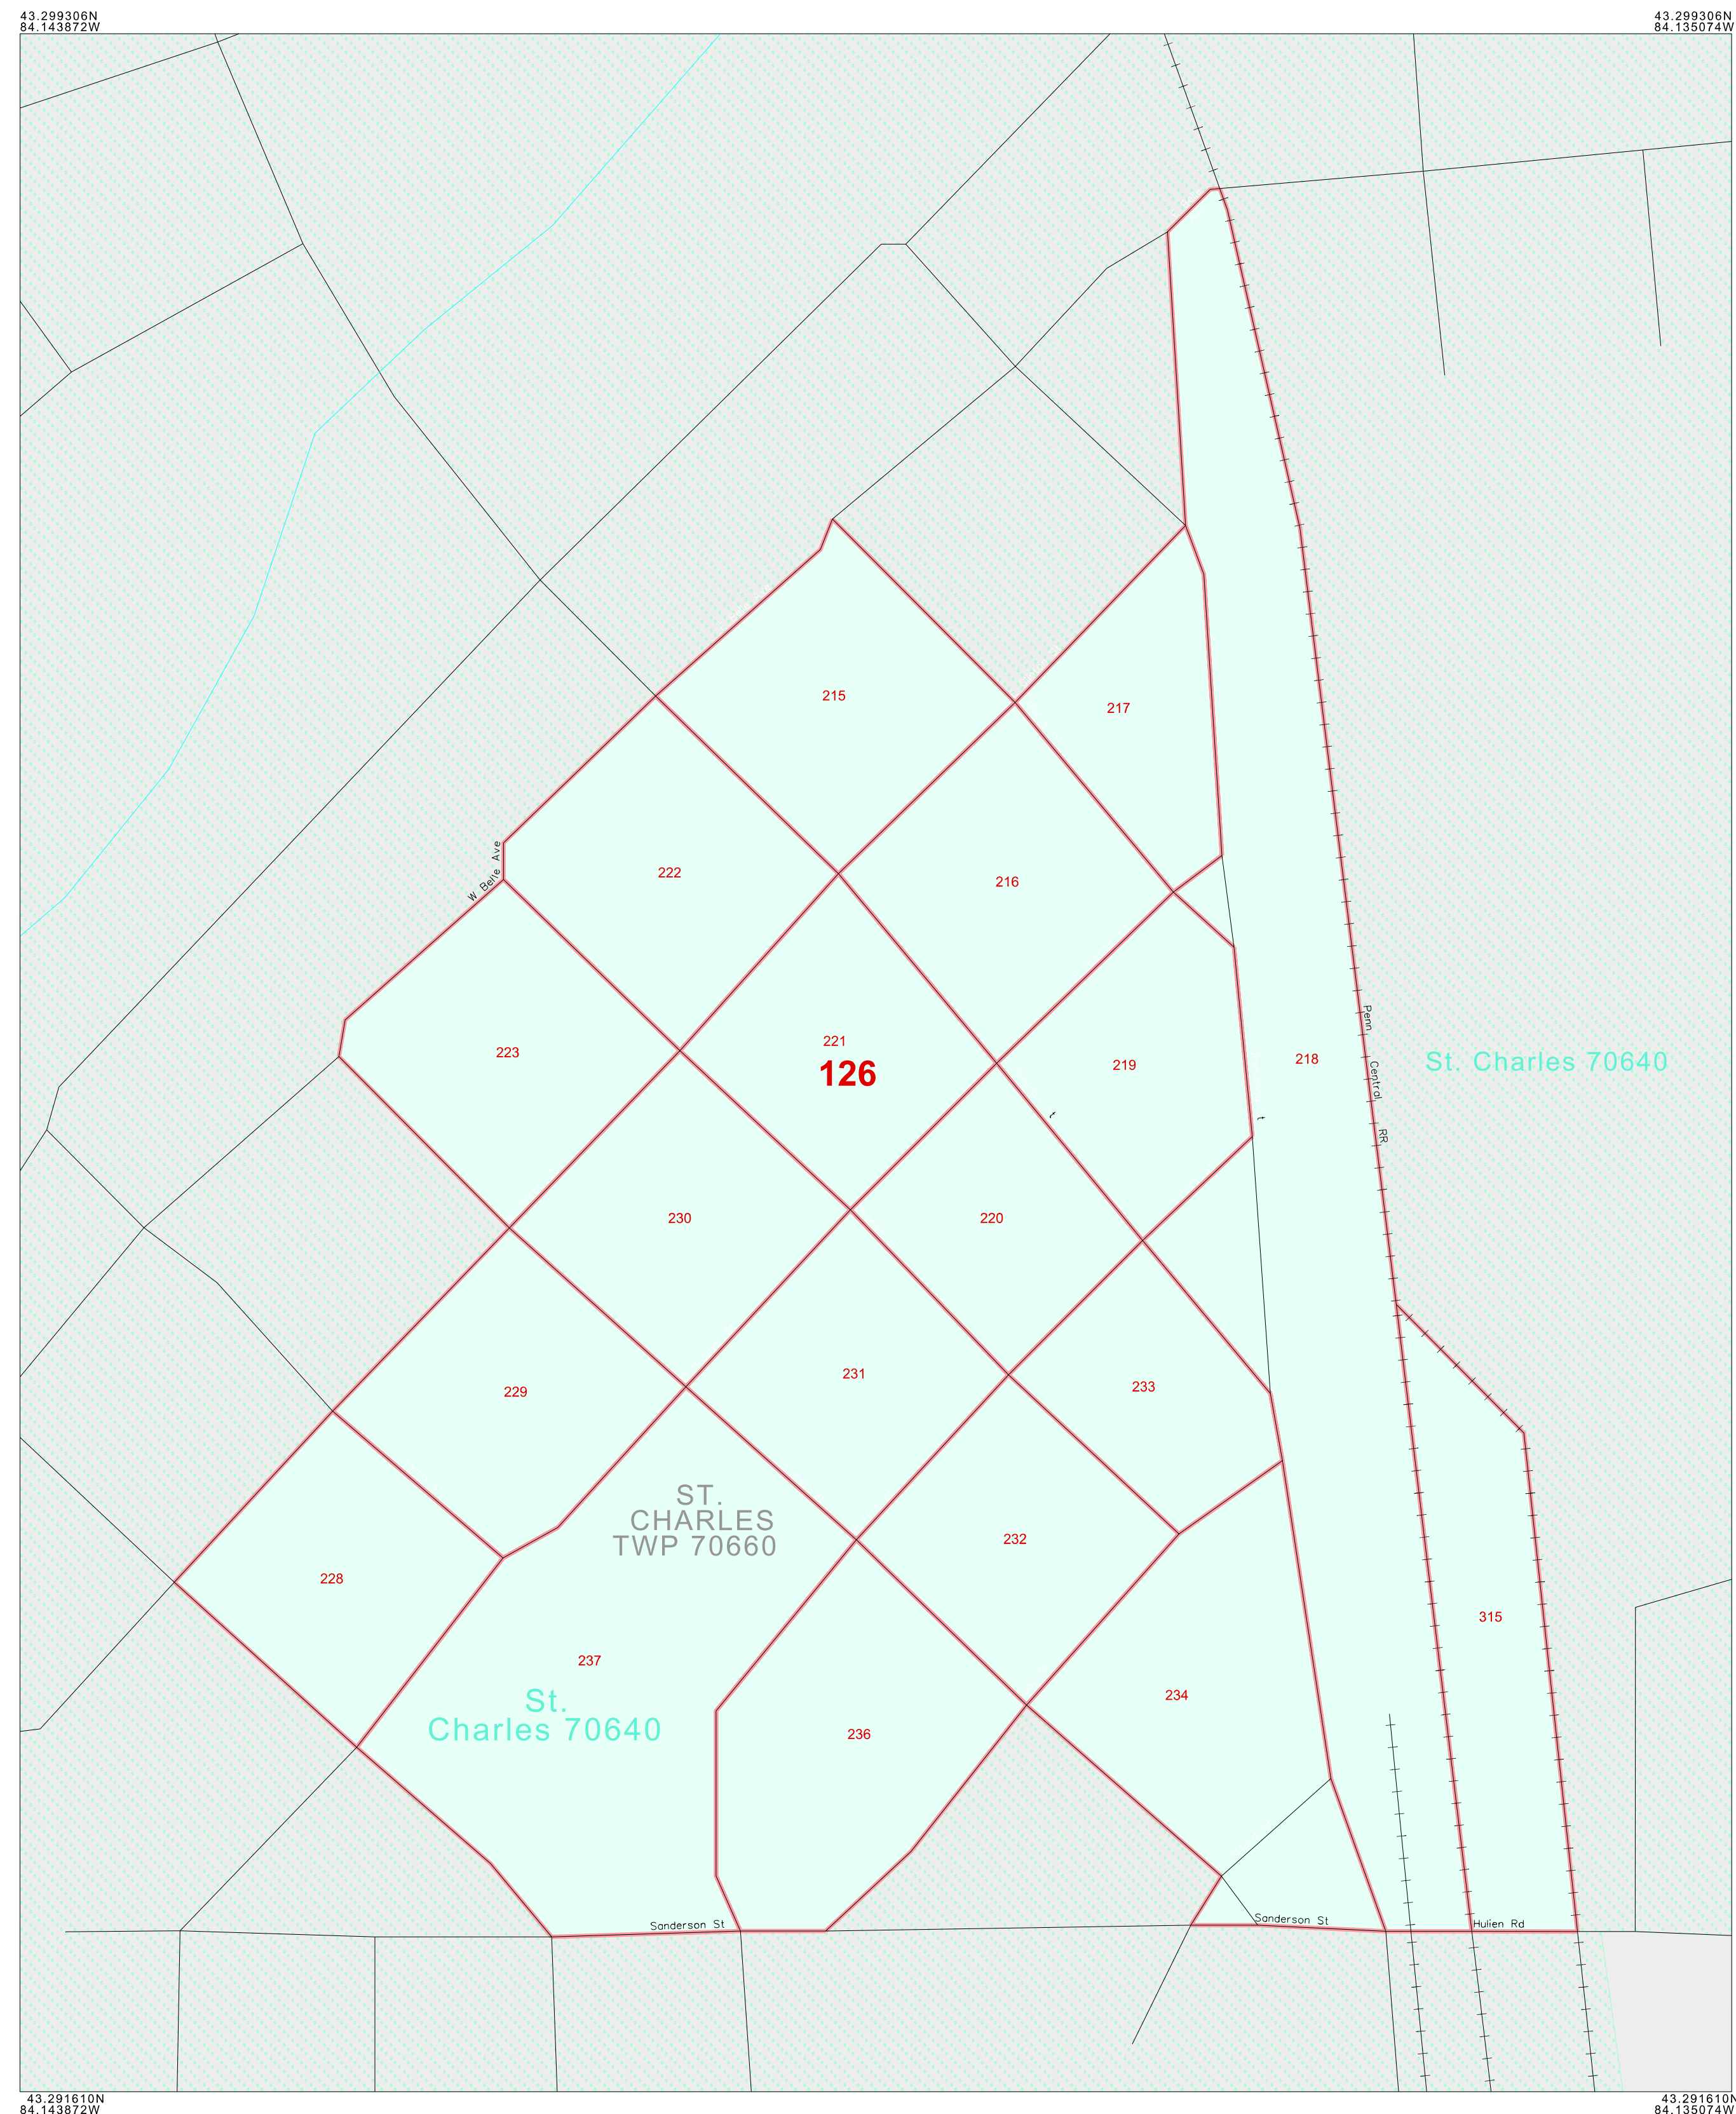 43.299306N
84.143872W
43.299306N
84.135074W
215
217
W Belle Ave
222
216
221
126
223
219
218
St. Charles 70640
Penn Central RR
t
t
230
220
231
233
229
ST.
CHARLES
TWP 70660
232
228
315
237
234
St.
Charles 70640
236
Sanderson St
Sanderson St
Hulien Rd
43.291610N
84.143872W
43.291610N
84.135074W